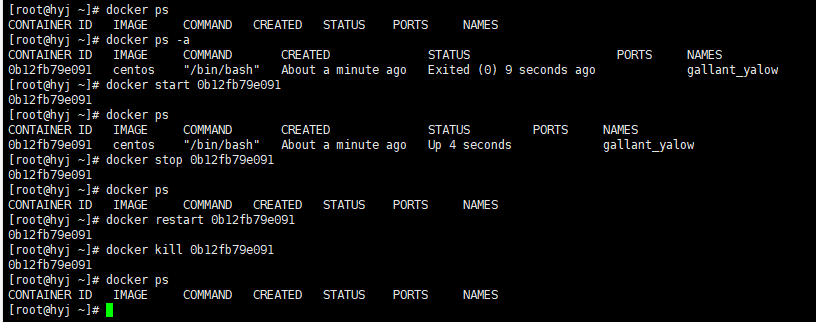 [root@hyj ~]# docker ps
CONTAINER ID   IMAGE     COMMAND   CREATED   STATUS    PORTS     NAMES
[root@hyj ~]# docker ps -a
CONTAINER ID   IMAGE     COMMAND       CREATED              STATUS                     PORTS     NAMES
0b12fb79e091   centos    "/bin/bash"   About a minute ago   Exited (0) 9 seconds ago             gallant_yalow
[root@hyj ~]# docker start 0b12fb79e091
0b12fb79e091
[root@hyj ~]# docker ps
CONTAINER ID   IMAGE     COMMAND       CREATED              STATUS         PORTS     NAMES
0b12fb79e091   centos    "/bin/bash"   About a minute ago   Up 4 seconds             gallant_yalow
[root@hyj ~]# docker stop 0b12fb79e091
0b12fb79e091
[root@hyj ~]# docker ps
CONTAINER ID   IMAGE     COMMAND   CREATED   STATUS    PORTS     NAMES
[root@hyj ~]# docker restart 0b12fb79e091
0b12fb79e091
[root@hyj ~]# docker kill 0b12fb79e091
0b12fb79e091
[root@hyj ~]# docker ps
CONTAINER ID   IMAGE     COMMAND   CREATED   STATUS    PORTS     NAMES
[root@hyj ~]#